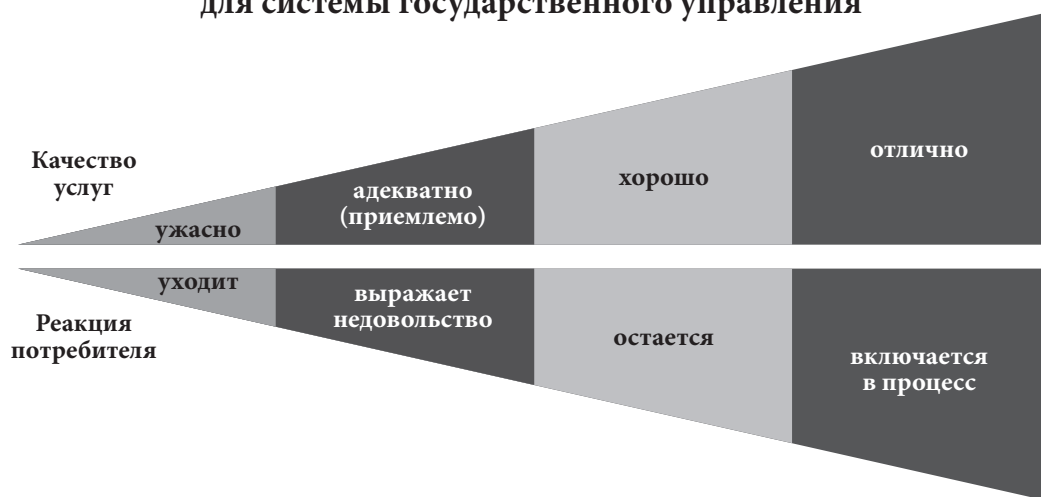 для системы государственного управления
Качество
услуг
ужасно
адекватно
(приемлемо)
хорошо
отлично
уходит
выражает
недовольство
остается
включается
в процесс
Реакция
потребителя